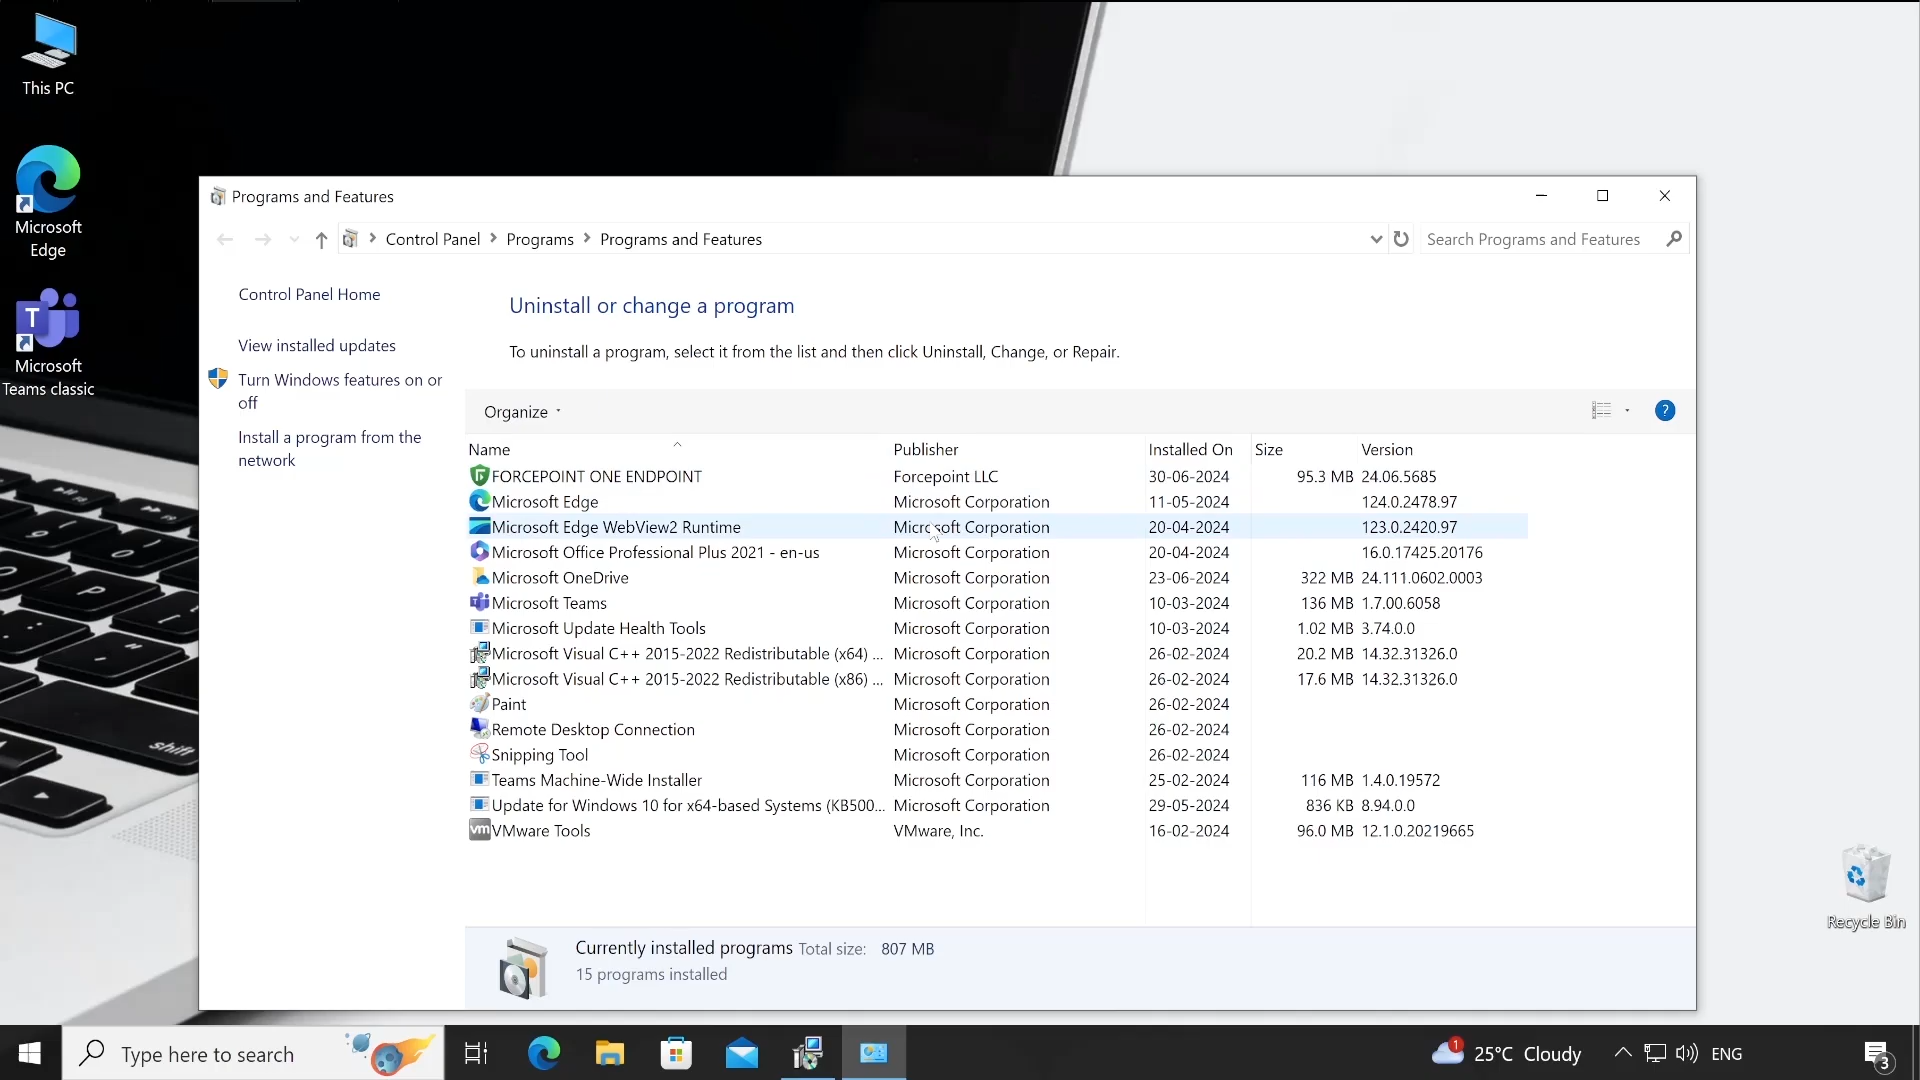 This PC
Microsoft
Edge
T
Microsoft
Teams classic
Programs and Features
Control Panel
Programs
Programs and Features
Search Programs and Features
Control Panel Home
View installed updates
Turn Windows features on or
off
Install a program from the
network
Uninstall or change a program
To uninstall a program, select it from the list and then click Uninstall, Change, or Repair.
Organize
?
Name Publisher Installed On Size Version
FORCEPOINT ONE ENDPOINT Forcepoint LLC 30-06-2024 95.3 MB 24.06.5685
Microsoft Edge Microsoft Corporation 11-05-2024 124.0.2478.97
Microsoft Edge WebView2 Runtime Microsoft Corporation 20-04-2024 123.0.2420.97
Microsoft Office Professional Plus 2021 - en-us Microsoft Corporation 20-04-2024 16.0.17425.20176
Microsoft OneDrive Microsoft Corporation 23-06-2024 322 MB 24.111.0602.0003
Microsoft Teams Microsoft Corporation 10-03-2024 136 MB 1.7.00.6058
Microsoft Update Health Tools Microsoft Corporation 10-03-2024 1.02 MB 3.74.0.0
Microsoft Visual C++ 2015-2022 Redistributable (x64) ... Microsoft Corporation 26-02-2024 20.2 MB 14.32.31326.0
Microsoft Visual C++ 2015-2022 Redistributable (x86) ... Microsoft Corporation 26-02-2024 17.6 MB 14.32.31326.0
Paint Microsoft Corporation 26-02-2024
Remote Desktop Connection Microsoft Corporation 26-02-2024
Snipping Tool Microsoft Corporation 26-02-2024
Teams Machine-Wide Installer Microsoft Corporation 25-02-2024 116 MB 1.4.0.19572
Update for Windows 10 for x64-based Systems (KB500... Microsoft Corporation 29-05-2024 836 KB 8.94.0.0
vm VMware Tools VMware, Inc. 16-02-2024 96.0 MB 12.1.0.20219665
Currently installed programs Total size: 807 MB
15 programs installed
shift
P
Recycle Bin
Type here to search
1
25°C Cloudy
ENG
3